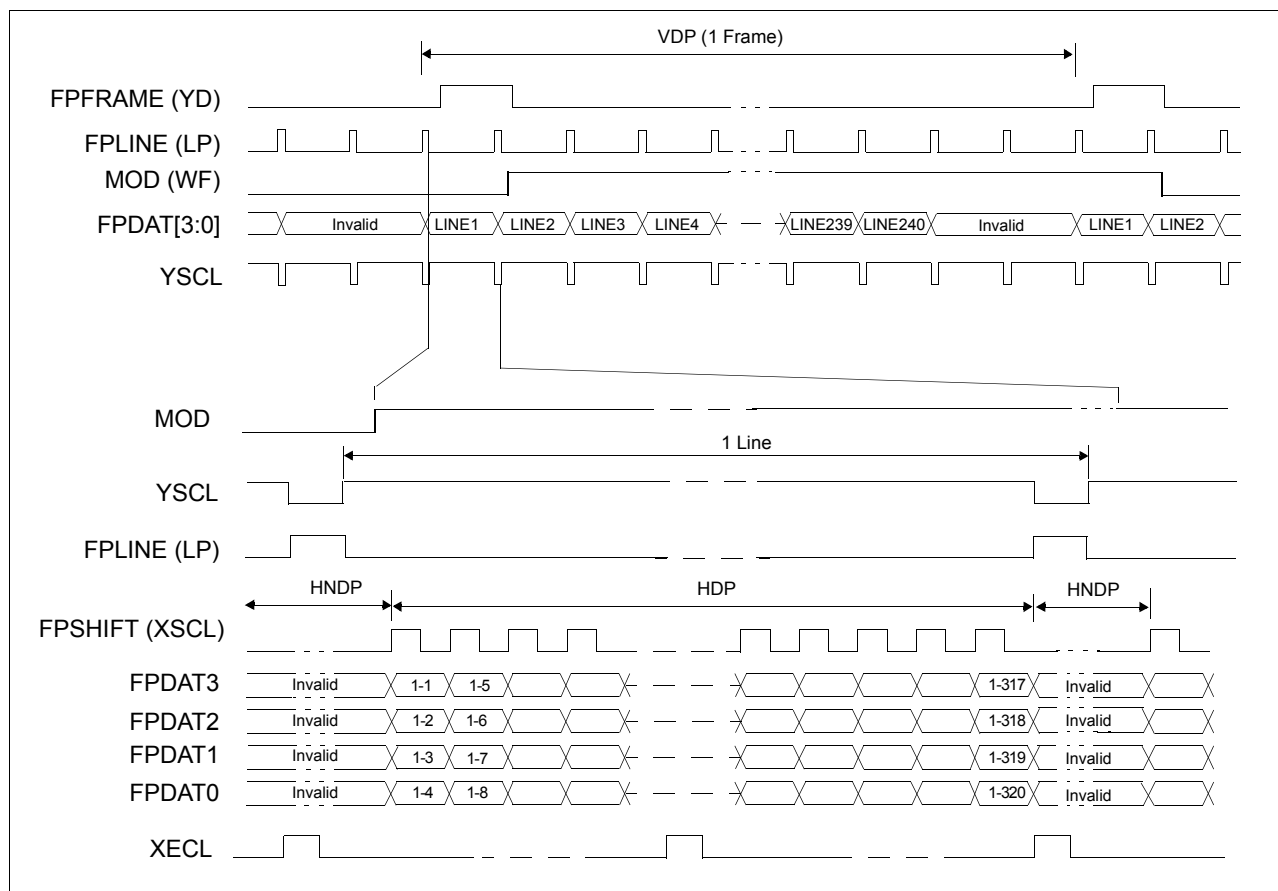 VDP (1 Frame)
FPFRAME (YD)
FPLINE (LP)
MOD (WF)
FPDAT[3:0] Invalid LINE1 LINE2 LINE3 LINE4 LINE239 LINE240 Invalid LINE1 LINE2
YSCL
MOD
1 Line
YSCL
FPLINE (LP)
HNDP HDP HNDP
FPSHIFT (XSCL)
FPDAT3 Invalid 1-1 1-5 1-317 Invalid
FPDAT2 Invalid 1-2 1-6 1-318 Invalid
FPDAT1 Invalid 1-3 1-7 1-319 Invalid
FPDAT0 Invalid 1-4 1-8 1-320 Invalid
XECL